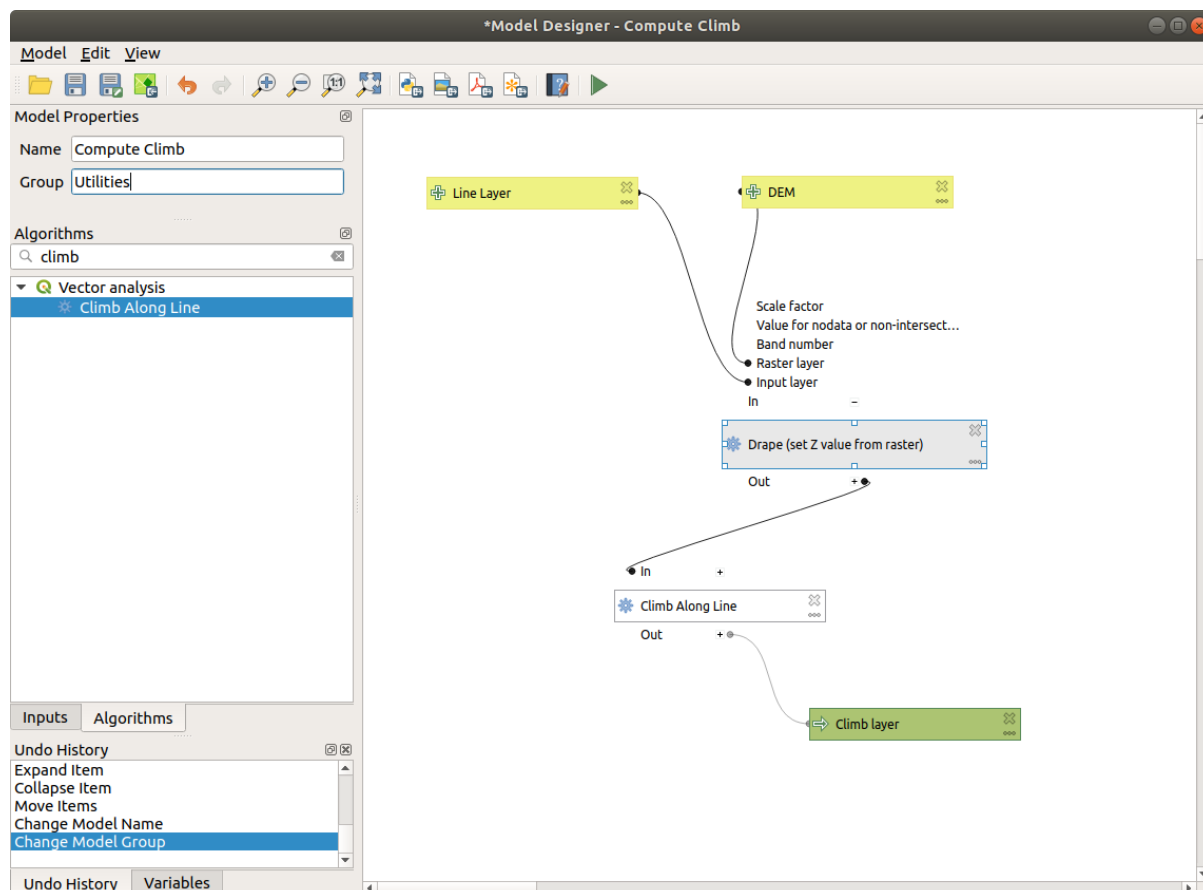 *Model Designer - Compute Climb
Model Edit View
Model Properties
Name Compute Climb
Group Utilities
Algorithms
climb
Vector analysis
Climb Along Line
Inputs Algorithms
Undo History
Expand Item
Collapse Item
Move Items
Change Model Name
Change Model Group
Undo History Variables
Line Layer
DEM
Scale factor
Value for nodata or non-intersect...
Band number
Raster layer
Input layer
In -
Drape (set Z value from raster)
Out +
In +
Climb Along Line
Out +
Climb layer